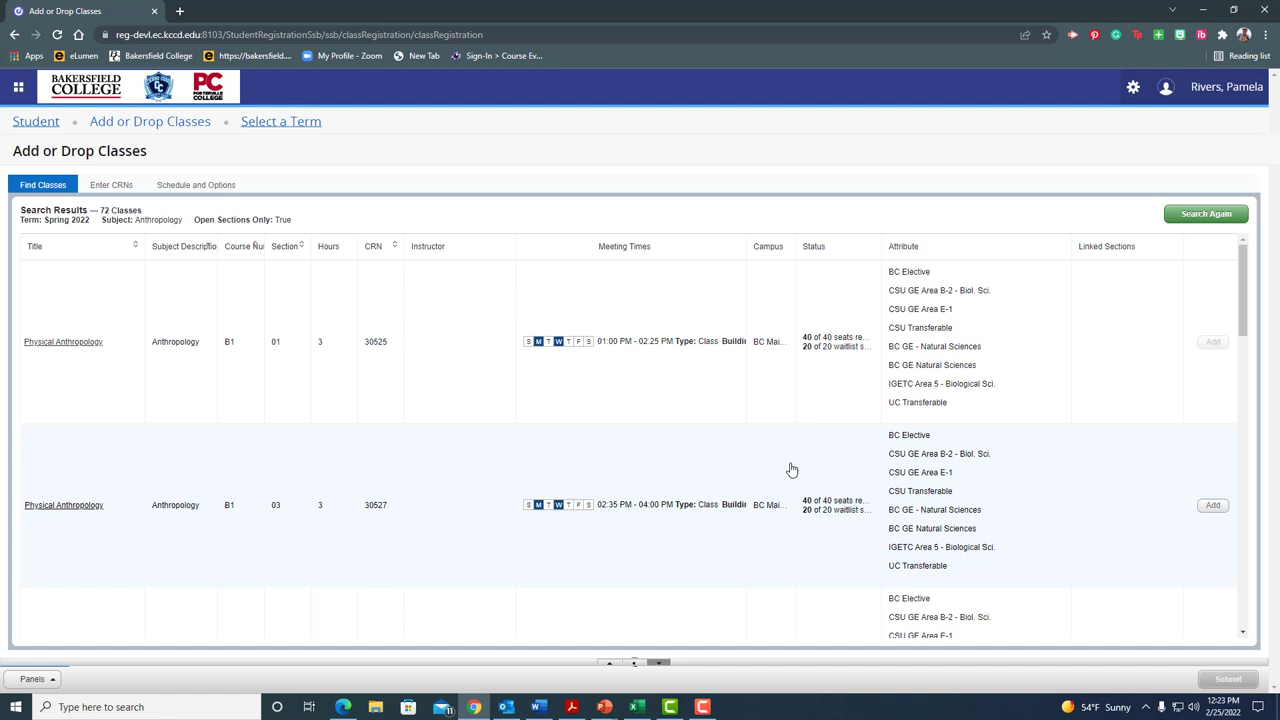 Add or Drop Classes
reg-devl.ec.kccd.edu:8103/StudentRegistrationSsb/ssb/classRegistration/classRegistration
Apps eLumen Bakersfield College https://bakersfield... My Profile - Zoom New Tab Sign-In > Course Ev... Reading list
BAKERSFIELD COLLEGE PC PORTERVILLE COLLEGE Rivers, Pamela
Student Add or Drop Classes Select a Term
Add or Drop Classes
Find Classes Enter CRNs Schedule and Options
Search Results — 72 Classes
Term: Spring 2022 Subject: Anthropology Open Sections Only: True
Search Again
Title Subject Descriptio Course Nu Section Hours CRN Instructor Meeting Times Campus Status Attribute Linked Sections
BC Elective
CSU GE Area B-2 - Biol. Sci.
CSU GE Area E-1
CSU Transferable
Physical Anthropology Anthropology B1 01 3 30525 S M T W T F S 01:00 PM - 02:25 PM Type: Class Buildin BC Mai... 40 of 40 seats re... 20 of 20 waitlist s... Add
BC GE - Natural Sciences
BC GE Natural Sciences
IGETC Area 5 - Biological Sci.
UC Transferable
BC Elective
CSU GE Area B-2 - Biol. Sci.
CSU GE Area E-1
CSU Transferable
Physical Anthropology Anthropology B1 03 3 30527 S M T W T F S 02:35 PM - 04:00 PM Type: Class Buildin BC Mai... 40 of 40 seats re... 20 of 20 waitlist s... Add
BC GE - Natural Sciences
BC GE Natural Sciences
IGETC Area 5 - Biological Sci.
UC Transferable
BC Elective
CSU GE Area B-2 - Biol. Sci.
CSU GE Area E-1
Panels Submit
Type here to search 54°F Sunny 12:23 PM
2/25/2022